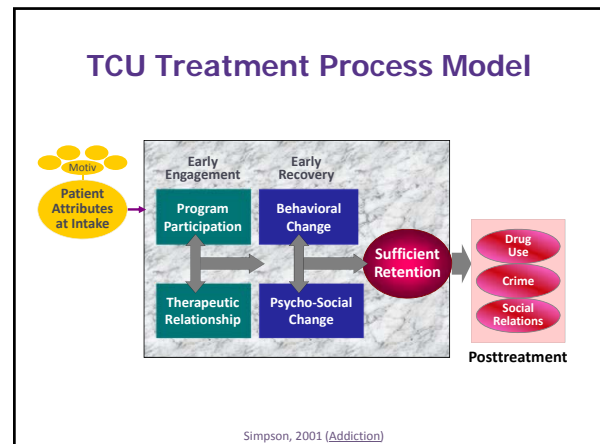 TCU Treatment Process Model
Motiv
Patient
Attributes
at Intake
Early
Engagement
Program
Participation
Therapeutic
Relationship
Early
Recovery
Behavioral
Change
Psycho-Social
Change
Sufficient
Retention
Drug
Use
Crime
Social
Relations
Posttreatment
Simpson, 2001 (Addiction)